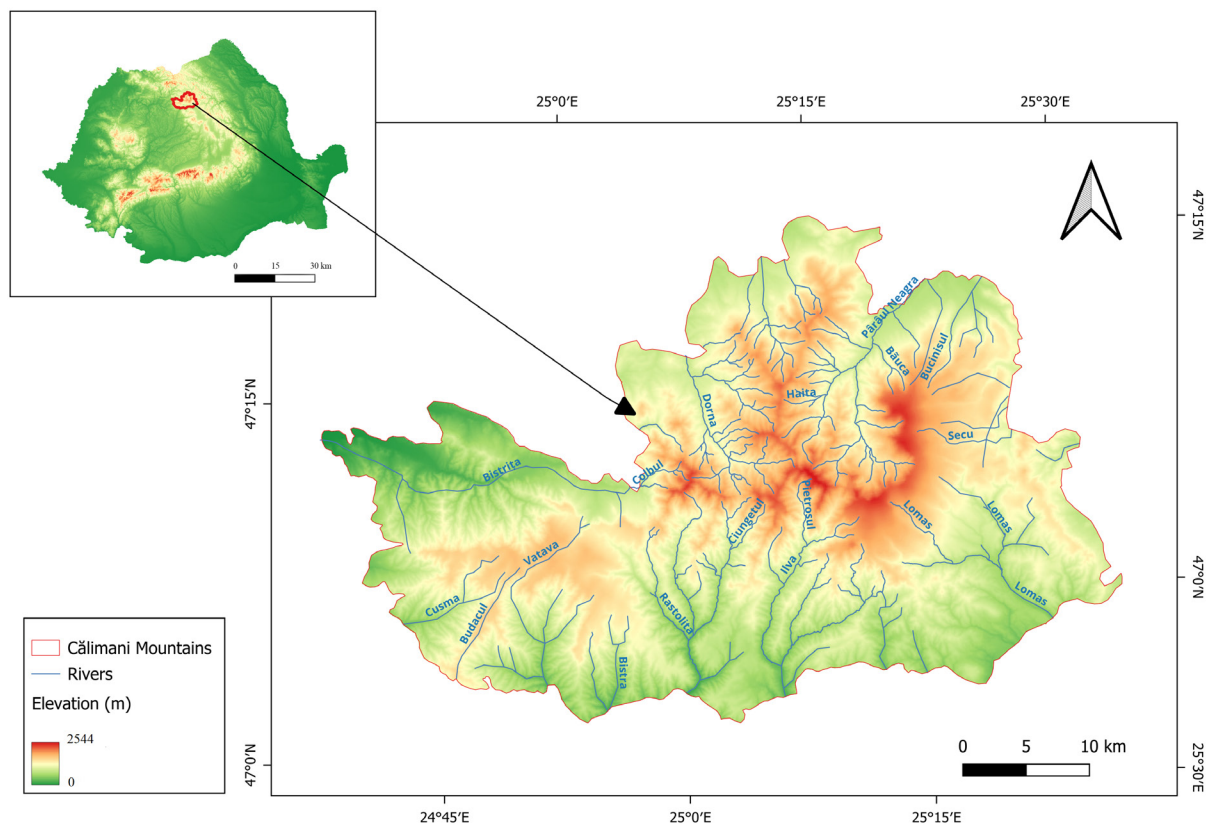 0 15 30 km
25°0'E 25°15'E 25°30'E
47°15'N
47°15'N
Pârâul Neagra
Băuca
Bucinisul
Haita
Dorna
Secu
Bistrita
Colbul
Pietrosul
Ciungetul
Lomas
Lomas
Vatava
Ilva
47°0'N
Cusma
Budacul
Rastolita
Lomas
Bistra
Călimani Mountains
Rivers
Elevation (m)
2544
0
0 5 10 km
47°0'N
25°30'E
24°45'E 25°0'E 25°15'E